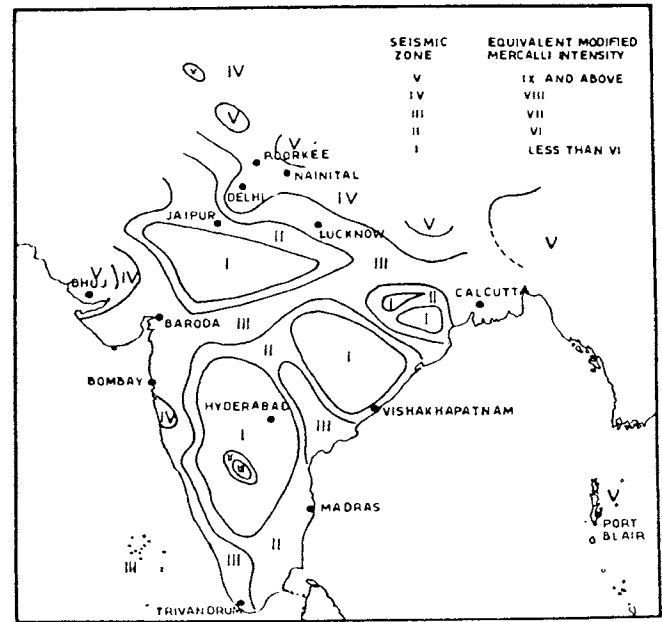 SEISMIC ZONE
EQUIVALENT MODIFIED MERCALLI INTENSITY
V IX AND ABOVE
IV VIII
III VII
II VI
I LESS THAN VI
IV
V
V
V
ROORKEE
NAINITAL
DELHI
IV
JAIPUR
LUCKNOW
II
V
V
I
III
V
IV
BHUJ
II
CALCUTTA
I
I
BARODA
III
II
I
BOMBAY
HYDERABAD
IV
VISHAKHAPATNAM
III
I
MADRAS
V
PORT
BLAIR
II
III
III
TRIVANDRUM